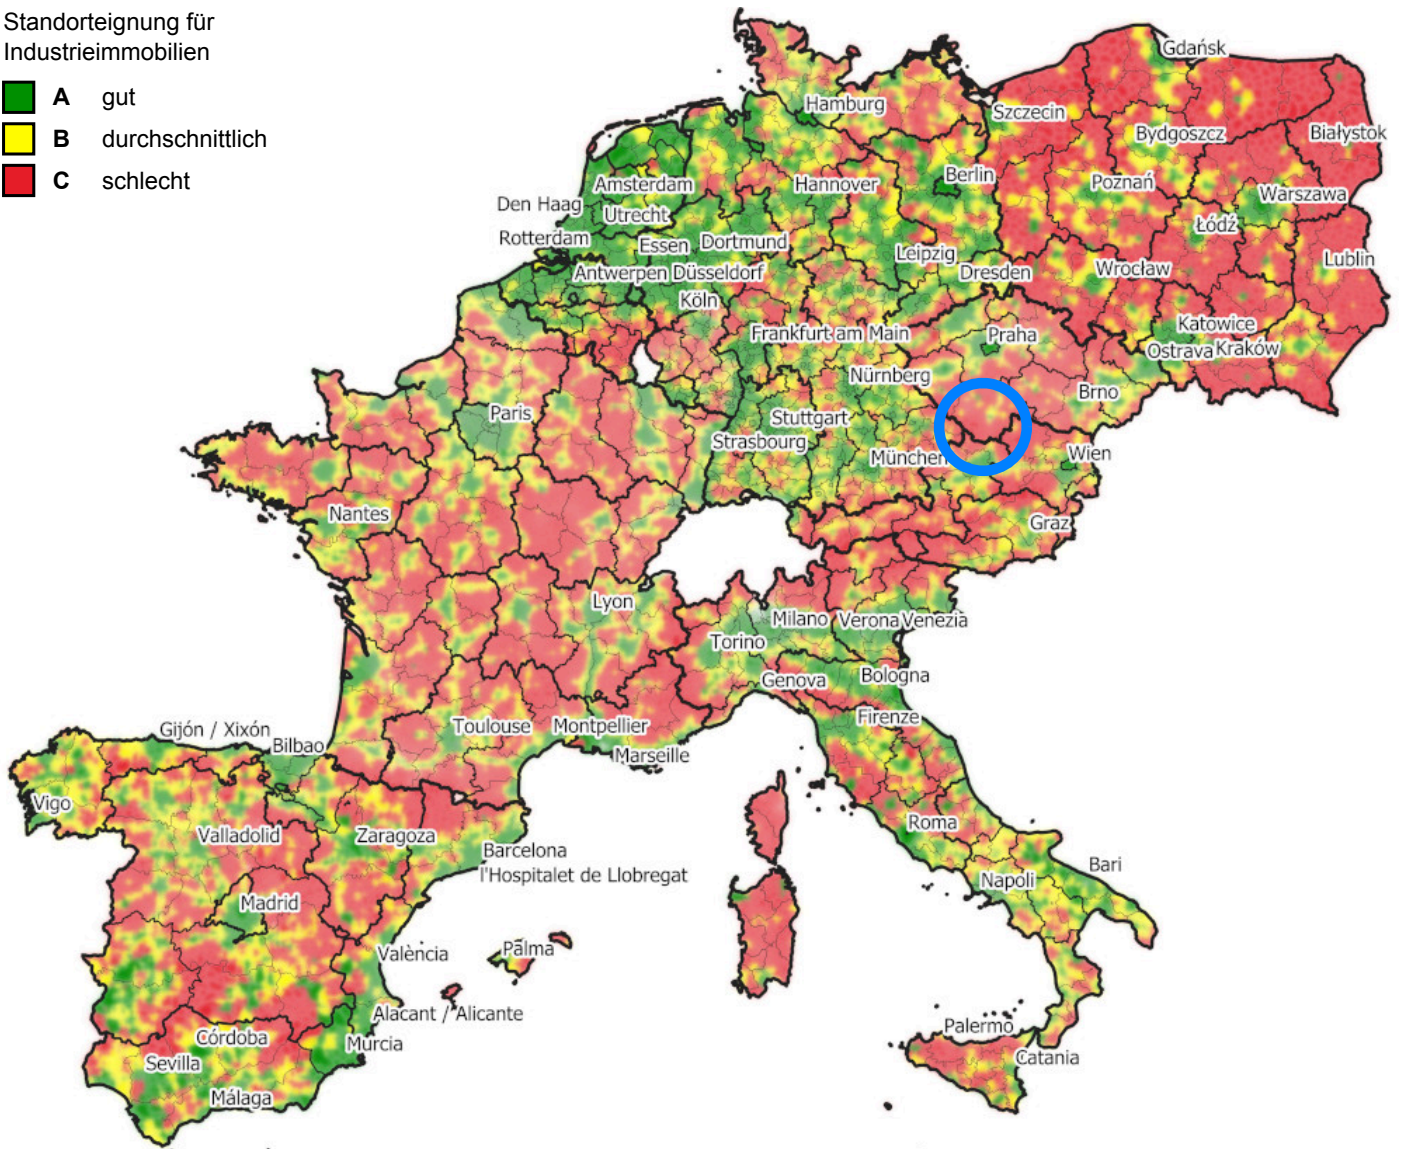 Standorteignung für
Industrieimmobilien
A gut
B durchschnittlich
C schlecht
Gdańsk
Hamburg
Szczecin
Bydgoszcz
Białystok
Berlin
Amsterdam
Hannover
Poznań
Warszawa
Den Haag
Utrecht
Łódź
Rotterdam
Essen
Dortmund
Leipzig
Lublin
Antwerpen
Düsseldorf
Dresden
Wrocław
Köln
Katowice
Frankfurt am Main
Praha
Ostrava
Kraków
Nürnberg
Brno
Paris
Stuttgart
Strasbourg
München
Wien
Nantes
Graz
Lyon
Milano
Verona
Venezia
Torino
Genova
Bologna
Firenze
Gijón / Xixón
Toulouse
Montpellier
Bilbao
Marseille
Vigo
Valladolid
Zaragoza
Roma
Barcelona
l'Hospitalet de Llobregat
Bari
Napoli
Madrid
València
Palma
Alacant / Alicante
Palermo
Córdoba
Murcia
Sevilla
Catania
Málaga